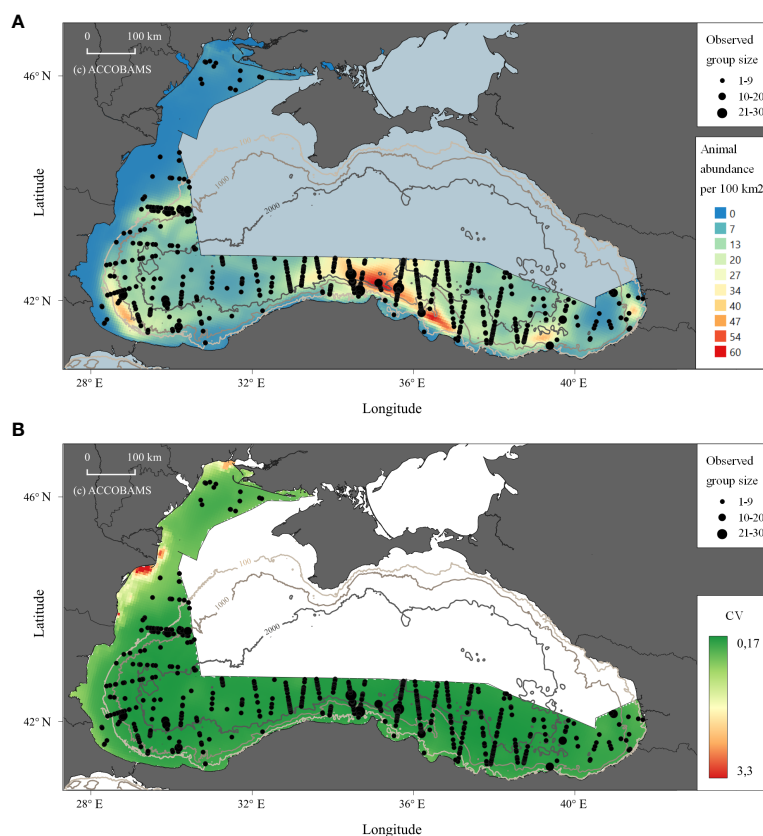 A
0 100 km
(c) ACCOBAMS
46° N
42° N
Latitude
100
1000
2000
28° E 32° E 36° E 40° E
Longitude
Observed
group size
1-9
10-20
21-30
Animal
abundance
per 100 km2
0
7
13
20
27
34
40
47
54
60
B
0 100 km
(c) ACCOBAMS
46° N
42° N
Latitude
100
1000
2000
28° E 32° E 36° E 40° E
Longitude
Observed
group size
1-9
10-20
21-30
CV
0,17
3,3